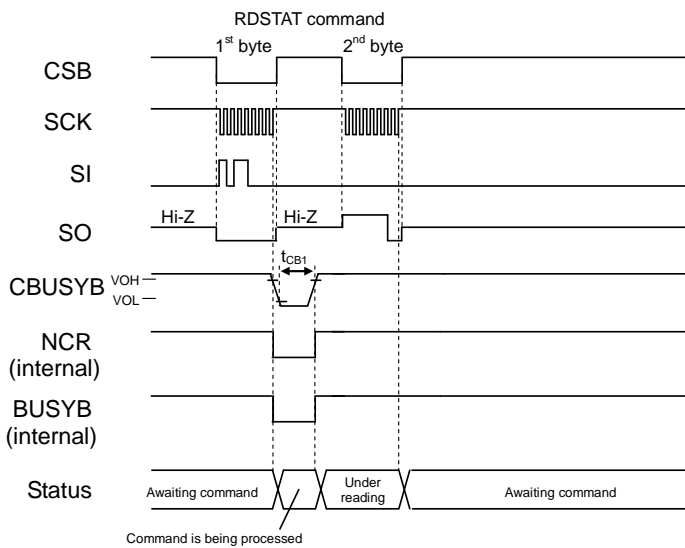 RDSTAT command
1st byte
2nd byte
CSB
SCK
SI
SO
Hi-Z
Hi-Z
tCB1
CBUSYB
VOH
VOL
NCR
(internal)
BUSYB
(internal)
Status
Awaiting command
Under
reading
Awaiting command
Command is being processed